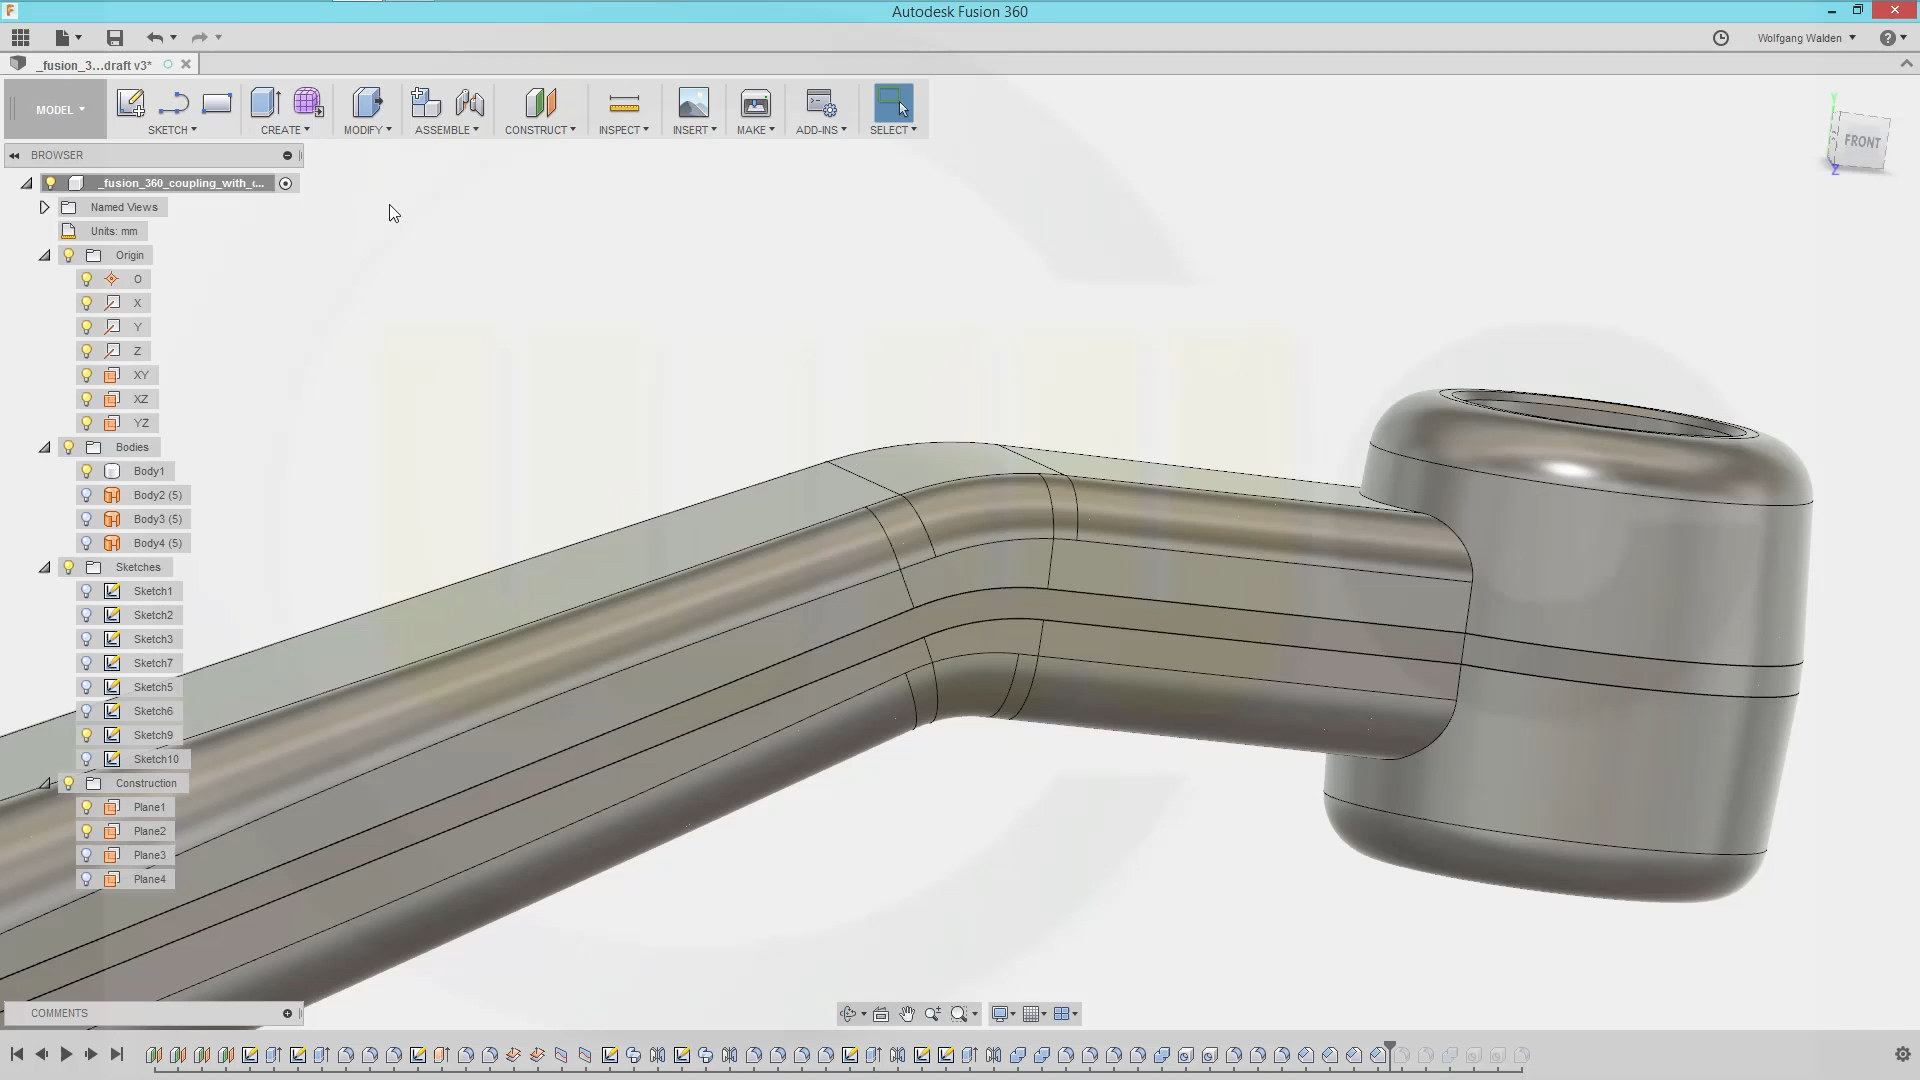 Autodesk Fusion 360
Wolfgang Walden
_fusion_3...draft v3*
MODEL
SKETCH
CREATE
MODIFY
ASSEMBLE
CONSTRUCT
INSPECT
INSERT
MAKE
ADD-INS
SELECT
FRONT
Y
Z
BROWSER
_fusion_360_coupling_with_(...
Named Views
Units: mm
Origin
O
X
Y
Z
XY
XZ
YZ
Bodies
Body1
Body2 (5)
Body3 (5)
Body4 (5)
Sketches
Sketch1
Sketch2
Sketch3
Sketch7
Sketch5
Sketch6
Sketch9
Sketch10
Construction
Plane1
Plane2
Plane3
Plane4
COMMENTS